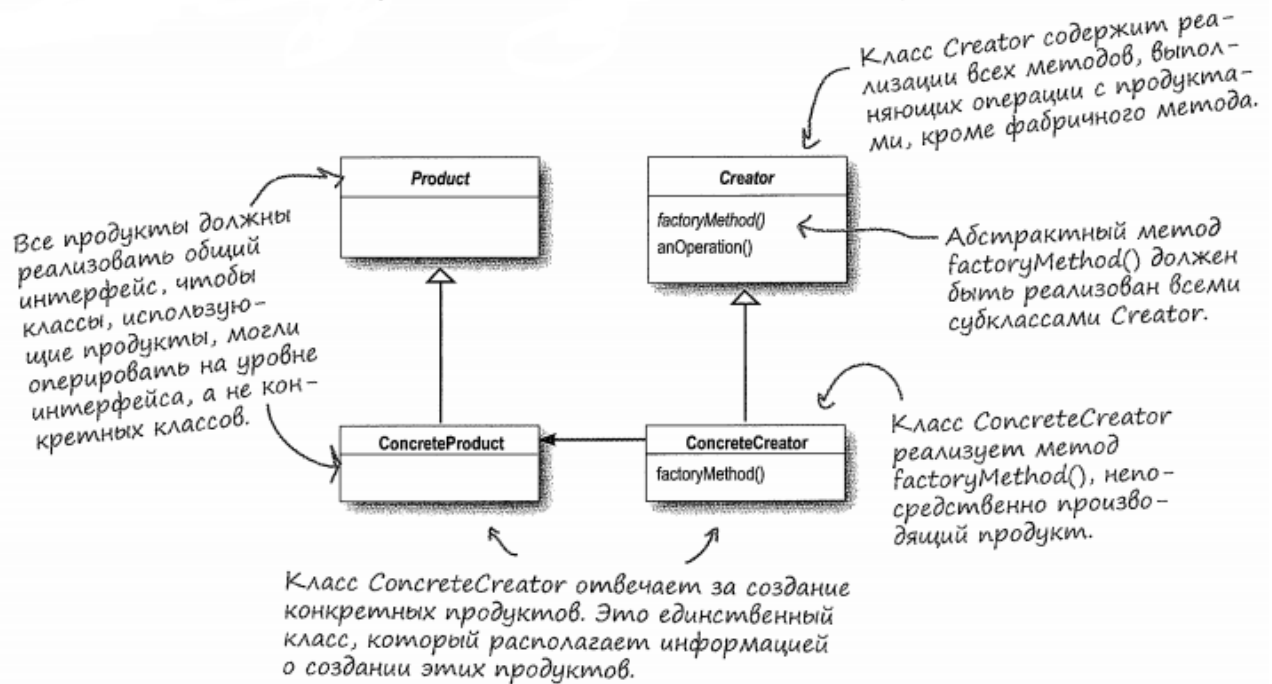 Класс Creator содержит реа-
лизации всех методов, выпол-
няющих операции с продукта-
ми, кроме фабричного метода.
Product
Creator
factoryMethod()
anOperation()
Все продукты должны
реализовать общий
интерфейс, чтобы
классы, использую-
щие продукты, могли
оперировать на уровне
интерфейса, а не кон-
кретных классов.
Абстрактный метод
factoryMethod() должен
быть реализован всеми
субклассами Creator.
ConcreteProduct
ConcreteCreator
factoryMethod()
Класс ConcreteCreator
реализует метод
factoryMethod(), непо-
средственно произво-
дящий продукт.
Класс ConcreteCreator отвечает за создание
конкретных продуктов. Это единственный
класс, который располагает информацией
о создании этих продуктов.